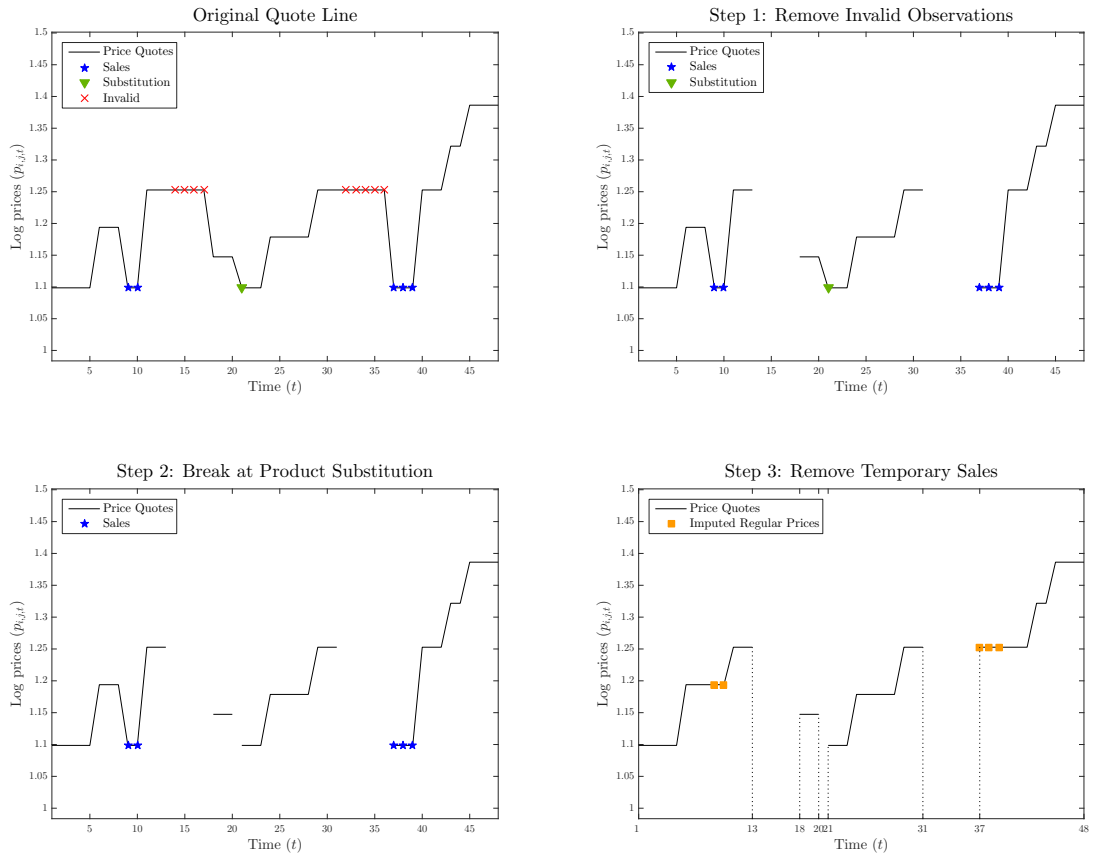 Original Quote Line
1.5
1.45
1.4
1.35
1.3
1.25
1.2
1.15
1.1
1.05
1
Log prices (p_{i,j,t})
Price Quotes
Sales
Substitution
Invalid
5 10 15 20 25 30 35 40 45
Time (t)
Step 1: Remove Invalid Observations
1.5
1.45
1.4
1.35
1.3
1.25
1.2
1.15
1.1
1.05
1
Log prices (p_{i,j,t})
Price Quotes
Sales
Substitution
5 10 15 20 25 30 35 40 45
Time (t)
Step 2: Break at Product Substitution
1.5
1.45
1.4
1.35
1.3
1.25
1.2
1.15
1.1
1.05
1
Log prices (p_{i,j,t})
Price Quotes
Sales
5 10 15 20 25 30 35 40 45
Time (t)
Step 3: Remove Temporary Sales
1.5
1.45
1.4
1.35
1.3
1.25
1.2
1.15
1.1
1.05
1
Log prices (p_{i,j,t})
Price Quotes
Imputed Regular Prices
1 13 18 20 21 31 37 48
Time (t)